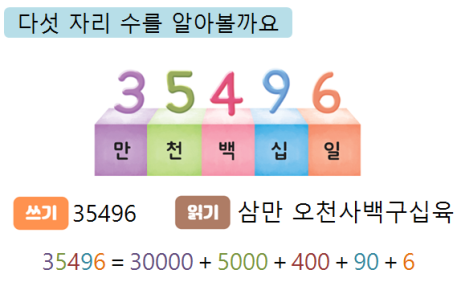 다섯 자리 수를 알아볼까요
3 5 4 9 6
만 천 백 십 일
쓰기 35496 읽기 삼만 오천사백구십육
35496 = 30000 + 5000 + 400 + 90 + 6